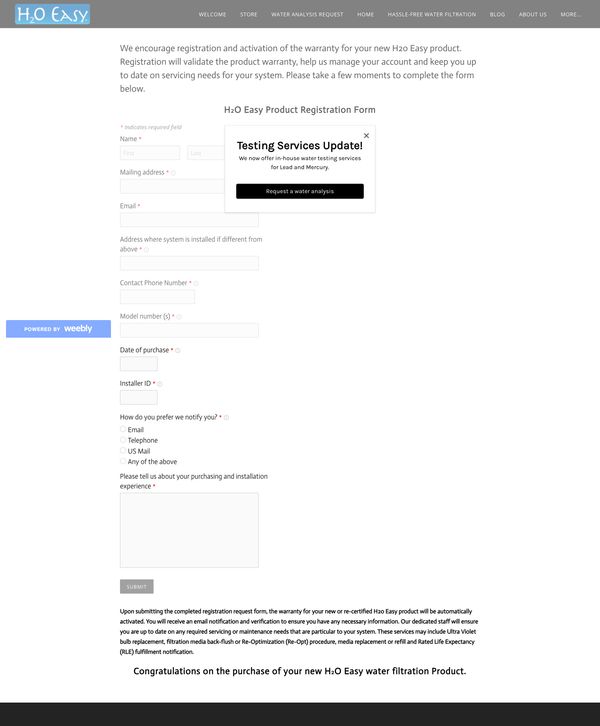 H2O Easy
WELCOME
STORE
WATER ANALYSIS REQUEST
HOME
HASSLE-FREE WATER FILTRATION
BLOG
ABOUT US
MORE...
We encourage registration and activation of the warranty for your new H2o Easy product.
Registration will validate the product warranty, help us manage your account and keep you up
to date on servicing needs for your system. Please take a few moments to complete the form
below.
H₂O Easy Product Registration Form
* Indicates required field
Name *
First
Last
Testing Services Update!
We now offer in-house water testing services
for Lead and Mercury.
Request a water analysis
Mailing address *
Email *
Address where system is installed if different from
above *
Contact Phone Number *
Model number (s) *
POWERED BY weebly
Date of purchase *
Installer ID *
How do you prefer we notify you? *
Email
Telephone
US Mail
Any of the above
Please tell us about your purchasing and installation
experience *
SUBMIT
Upon submitting the completed registration request form, the warranty for your new or re-certified H2o Easy product will be automatically
activated. You will receive an email notification and verification to ensure you have any necessary information. Our dedicated staff will ensure
you are up to date on any required servicing or maintenance needs that are particular to your system. These services may include Ultra Violet
bulb replacement, filtration media back-flush or Re-Optimization (Re-Opt) procedure, media replacement or refill and Rated Life Expectancy
(RLE) fulfillment notification.
Congratulations on the purchase of your new H₂O Easy water filtration Product.